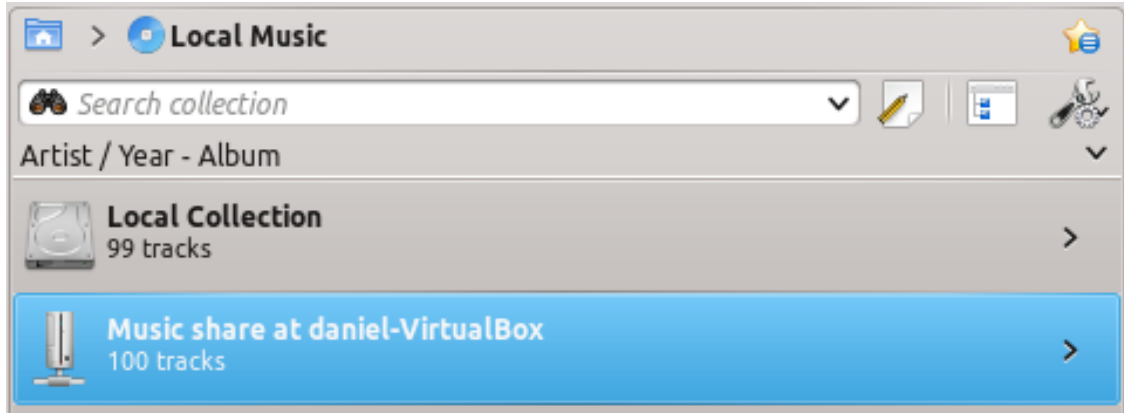 > Local Music
Search collection
Artist / Year - Album
Local Collection
99 tracks
Music share at daniel-VirtualBox
100 tracks